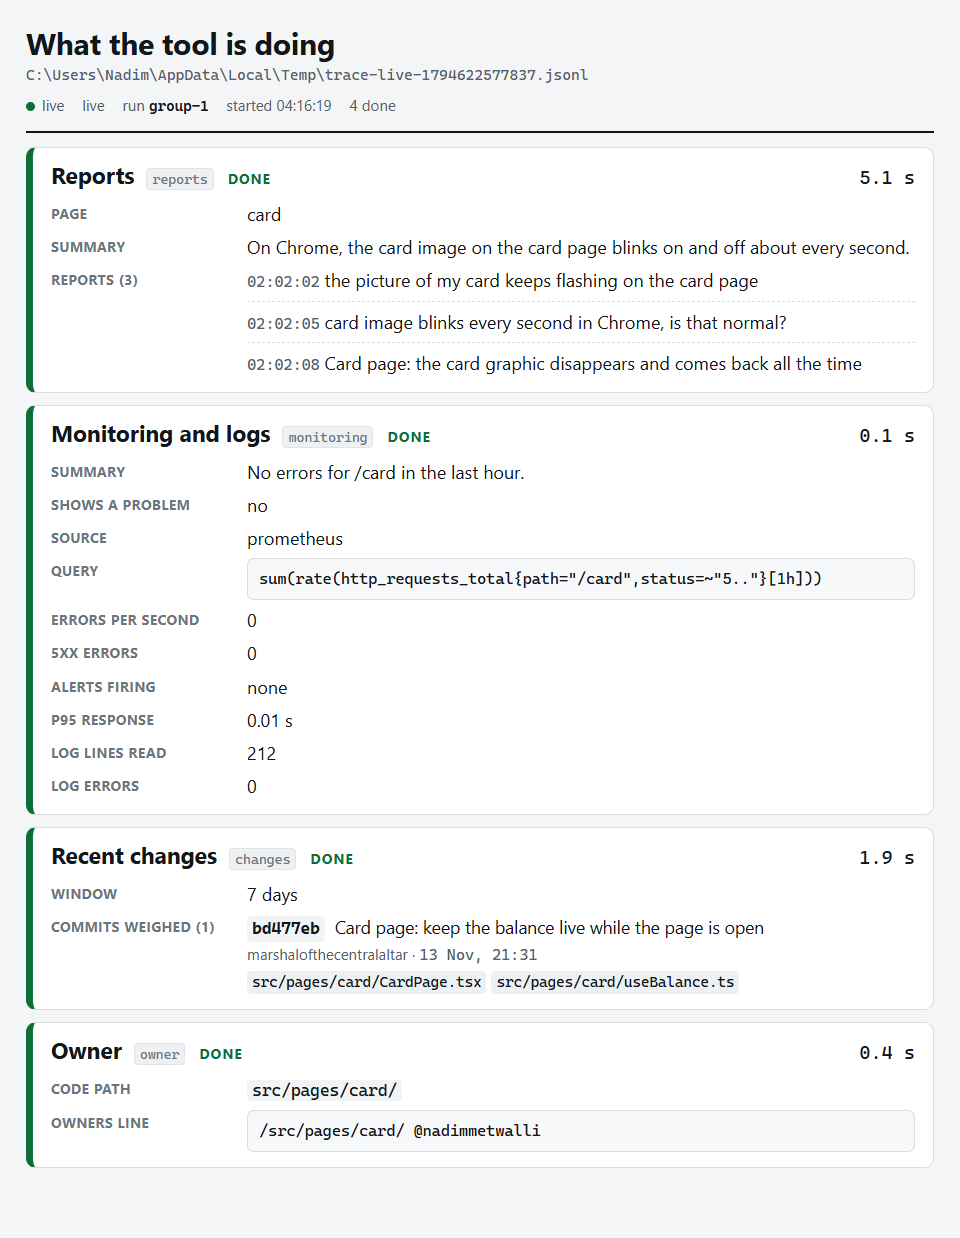 What the tool is doing
C:\Users\Nadim\AppData\Local\Temp\trace-live-1794622577837.jsonl
live live run group-1 started 04:16:19 4 done
Reports reports DONE 5.1 s
PAGE card
SUMMARY On Chrome, the card image on the card page blinks on and off about every second.
REPORTS (3) 02:02:02 the picture of my card keeps flashing on the card page
02:02:05 card image blinks every second in Chrome, is that normal?
02:02:08 Card page: the card graphic disappears and comes back all the time
Monitoring and logs monitoring DONE 0.1 s
SUMMARY No errors for /card in the last hour.
SHOWS A PROBLEM no
SOURCE prometheus
QUERY sum(rate(http_requests_total{path="/card",status=~"5.."}[1h]))
ERRORS PER SECOND 0
5XX ERRORS 0
ALERTS FIRING none
P95 RESPONSE 0.01 s
LOG LINES READ 212
LOG ERRORS 0
Recent changes changes DONE 1.9 s
WINDOW 7 days
COMMITS WEIGHED (1) bd477eb Card page: keep the balance live while the page is open
marshalofthecentralaltar · 13 Nov, 21:31
src/pages/card/CardPage.tsx src/pages/card/useBalance.ts
Owner owner DONE 0.4 s
CODE PATH src/pages/card/
OWNERS LINE /src/pages/card/ @nadimmetwalli